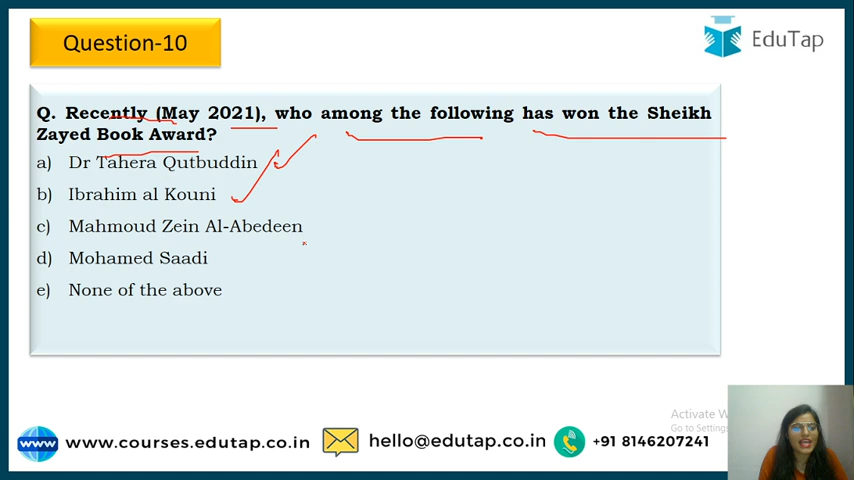 Question-10
EduTap
Q. Recently (May 2021), who among the following has won the Sheikh
Zayed Book Award?
a) Dr Tahera Qutbuddin
b) Ibrahim al Kouni
c) Mahmoud Zein Al-Abedeen
d) Mohamed Saadi
e) None of the above
Activate W
Go to Settings
www
www.courses.edutap.co.in
hello@edutap.co.in
+91 8146207241